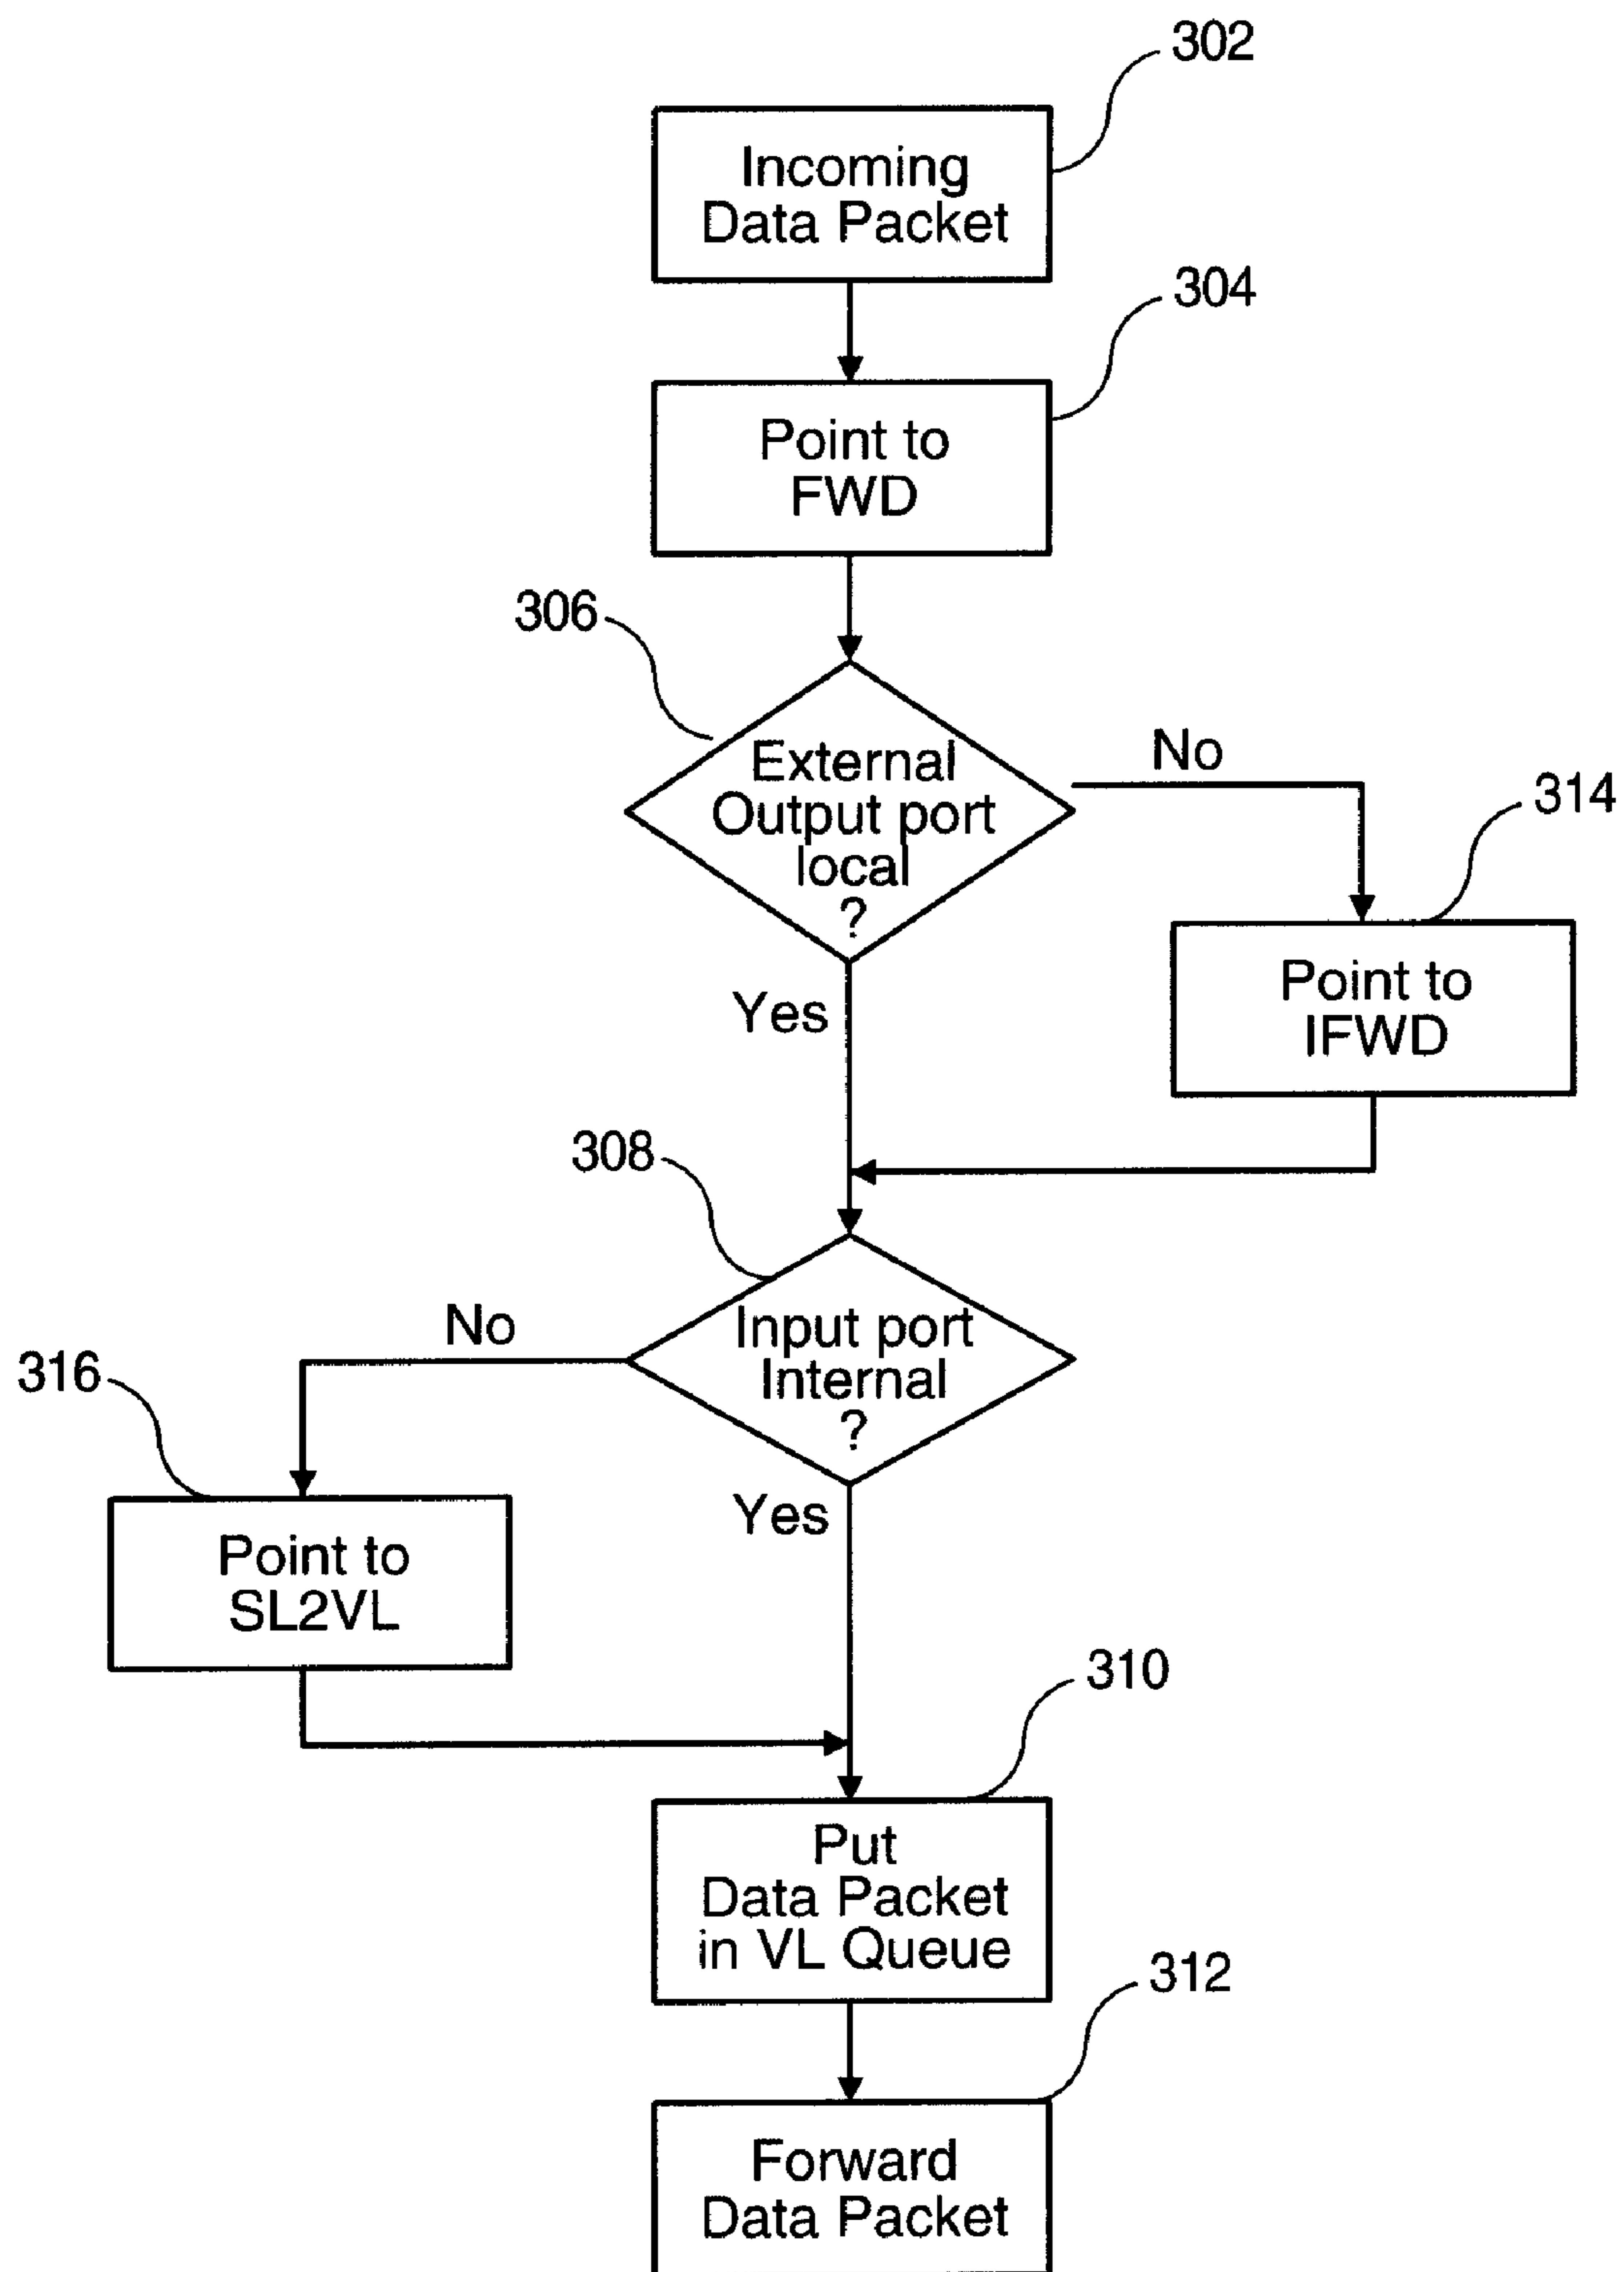 302
Incoming
Data Packet
304
Point to
FWD
306
External
Output port
local
?
No
314
Point to
IFWD
Yes
308
Input port
Internal
?
No
316
Point to
SL2VL
Yes
310
Put
Data Packet
in VL Queue
312
Forward
Data Packet